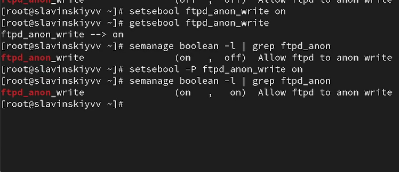 ftpd_anon_write (off , off) Allow ftpd to anon write
[root@slavinskiyvv ~]# setsebool ftpd_anon_write on
[root@slavinskiyvv ~]# getsebool ftpd_anon_write
ftpd_anon_write --> on
[root@slavinskiyvv ~]# semanage boolean -l | grep ftpd_anon
ftpd_anon_write (on , off) Allow ftpd to anon write
[root@slavinskiyvv ~]# setsebool -P ftpd_anon_write on
[root@slavinskiyvv ~]# semanage boolean -l | grep ftpd_anon
ftpd_anon_write (on , on) Allow ftpd to anon write
[root@slavinskiyvv ~]#